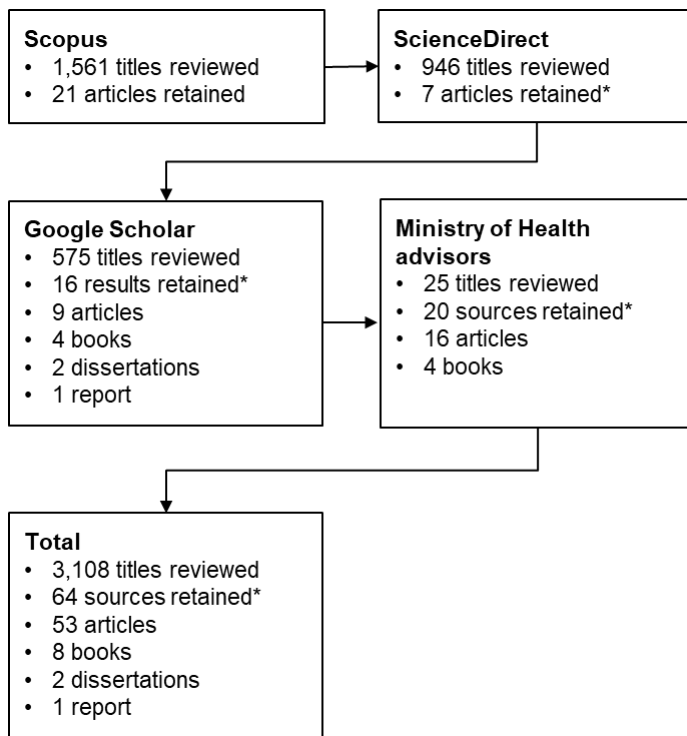 Scopus
• 1,561 titles reviewed
• 21 articles retained
ScienceDirect
• 946 titles reviewed
• 7 articles retained*
Google Scholar
• 575 titles reviewed
• 16 results retained*
• 9 articles
• 4 books
• 2 dissertations
• 1 report
Ministry of Health
advisors
• 25 titles reviewed
• 20 sources retained*
• 16 articles
• 4 books
Total
• 3,108 titles reviewed
• 64 sources retained*
• 53 articles
• 8 books
• 2 dissertations
• 1 report